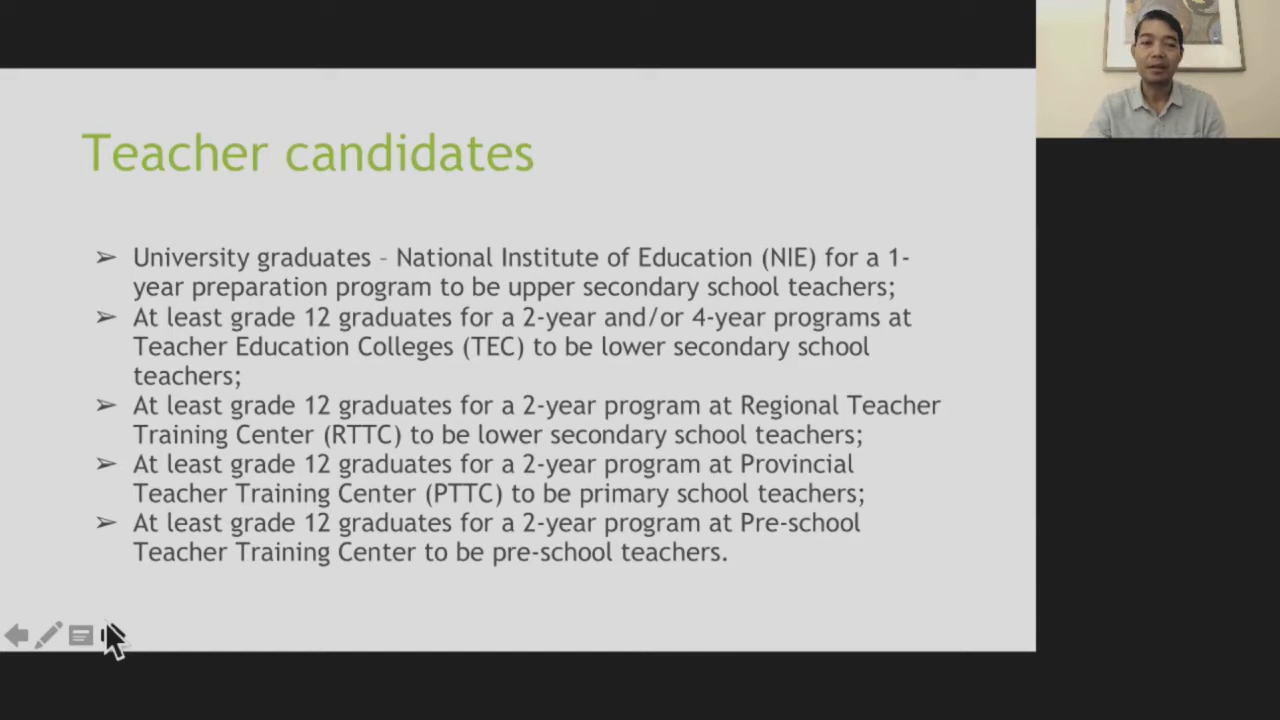 Teacher candidates
➢ University graduates – National Institute of Education (NIE) for a 1-
year preparation program to be upper secondary school teachers;
➢ At least grade 12 graduates for a 2-year and/or 4-year programs at
Teacher Education Colleges (TEC) to be lower secondary school
teachers;
➢ At least grade 12 graduates for a 2-year program at Regional Teacher
Training Center (RTTC) to be lower secondary school teachers;
➢ At least grade 12 graduates for a 2-year program at Provincial
Teacher Training Center (PTTC) to be primary school teachers;
➢ At least grade 12 graduates for a 2-year program at Pre-school
Teacher Training Center to be pre-school teachers.